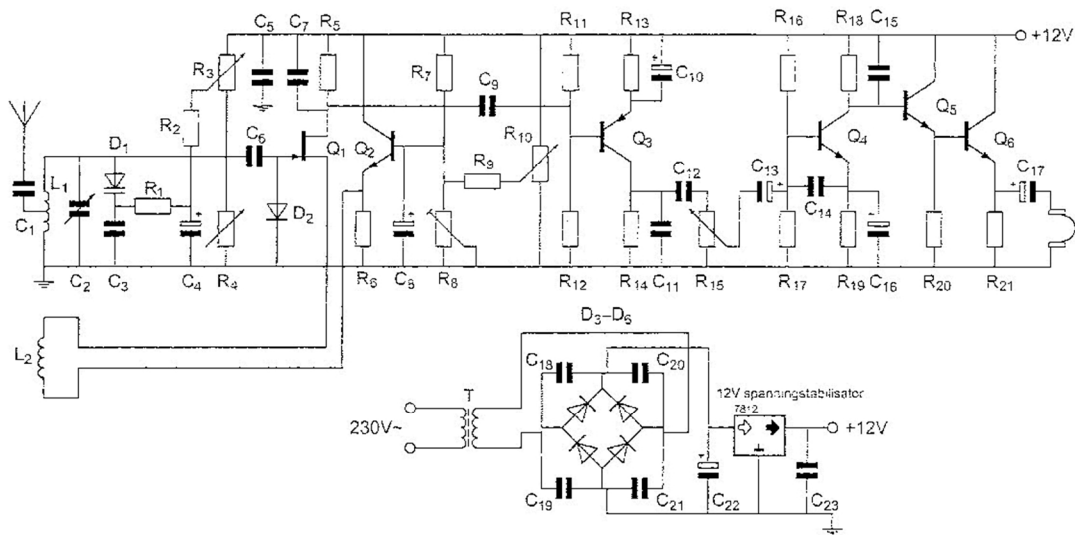 C5 C7 R5 R11 R13 R16 R18 C15
+12V
R3 R7 C9 C10
R2 C6 R10 Q5
D1 Q1 Q2 Q3 Q4 Q6
L1 R1 R9 C12 C13 C17
C1 D2 C14
C2 C3 C4 R4 R6 C8 R8 R12 R14 C11 R15 R17 R19 C16 R20 R21
D3–D6
L2 C18 C20
12V spanningstabilisator
T 7812
230V~ +12V
C19 C21 C22 C23